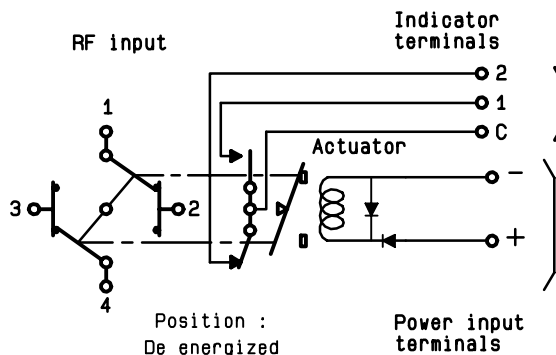 Indicator
terminals
RF input
2
1
C
1
Actuator
3
2
-
+
4
Position :
De energized
Power input
terminals